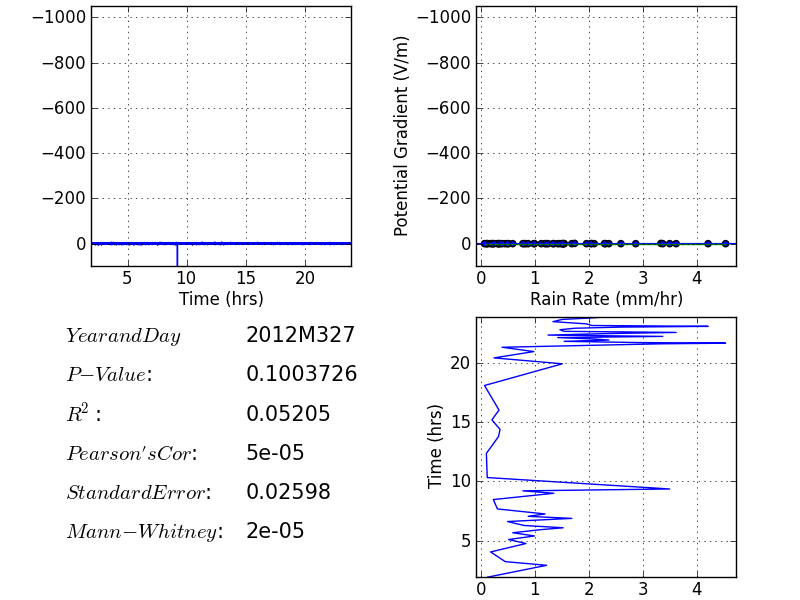 −1000
−800
−600
−400
−200
0
5 10 15 20
Time (hrs)
Potential Gradient (V/m)
−1000
−800
−600
−400
−200
0
0 1 2 3 4
Rain Rate (mm/hr)
YearandDay 2012M327
P−Value: 0.1003726
R²: 0.05205
Pearson'sCor: 5e-05
StandardError: 0.02598
Mann−Whitney: 2e-05
Time (hrs)
20
15
10
5
0 1 2 3 4